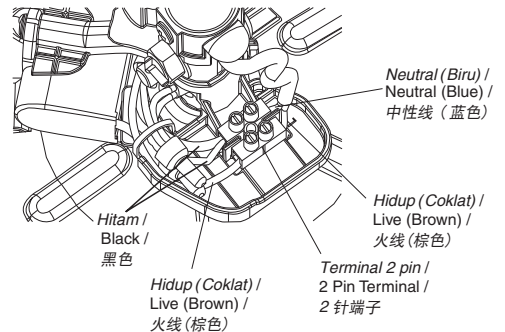 Neutral (Biru) /
Neutral (Blue) /
中性线（蓝色）
Hidup (Coklat) /
Live (Brown) /
火线(棕色)
Hitam /
Black /
黑色
Terminal 2 pin /
2 Pin Terminal /
2 针端子
Hidup (Coklat) /
Live (Brown) /
火线(棕色)